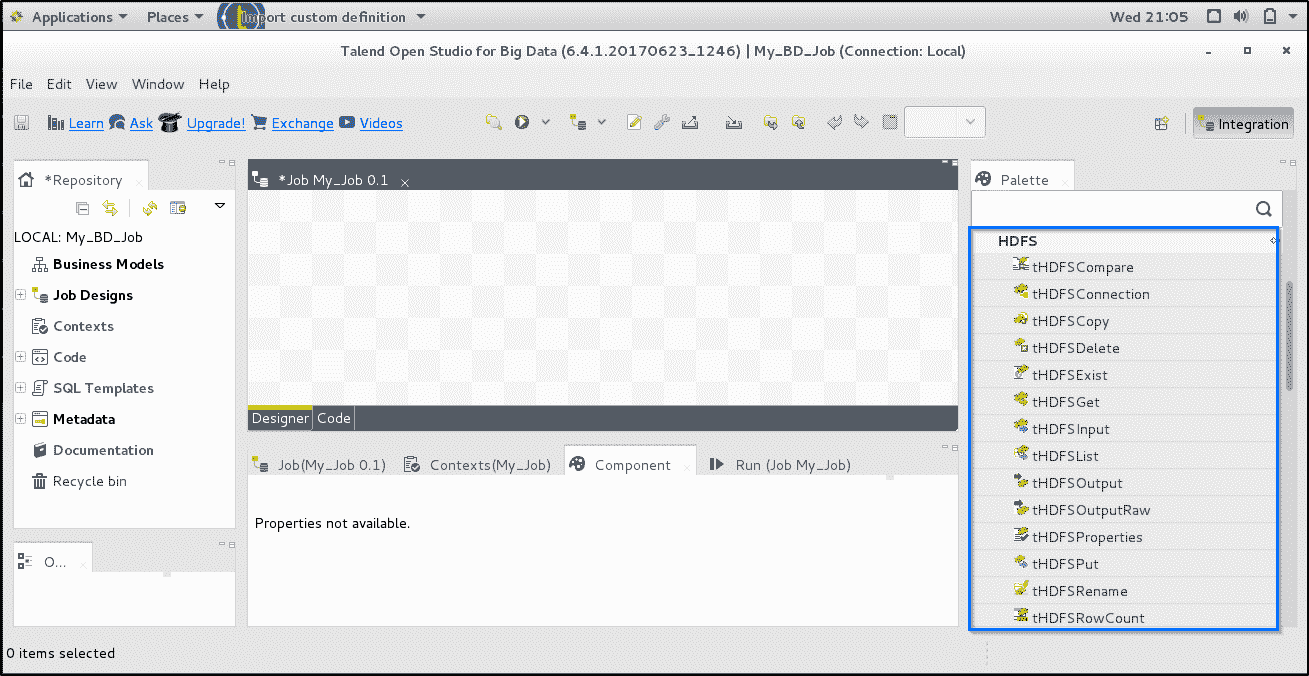 Applications Places Import custom definition Wed 21:05
Talend Open Studio for Big Data (6.4.1.20170623_1246) | My_BD_Job (Connection: Local)
File Edit View Window Help
Learn Ask Upgrade! Exchange Videos Integration
*Repository
*Job My_Job 0.1
Palette
LOCAL: My_BD_Job
Business Models
Job Designs
Contexts
Code
SQL Templates
Metadata
Documentation
Recycle bin
O...
Designer Code
Job(My_Job 0.1) Contexts(My_Job) Component Run (Job My_Job)
Properties not available.
HDFS
tHDFSCompare
tHDFSConnection
tHDFSCopy
tHDFSDelete
tHDFSExist
tHDFSGet
tHDFSInput
tHDFSList
tHDFSOutput
tHDFSOutputRaw
tHDFSProperties
tHDFSPut
tHDFSRename
tHDFSRowCount
0 items selected